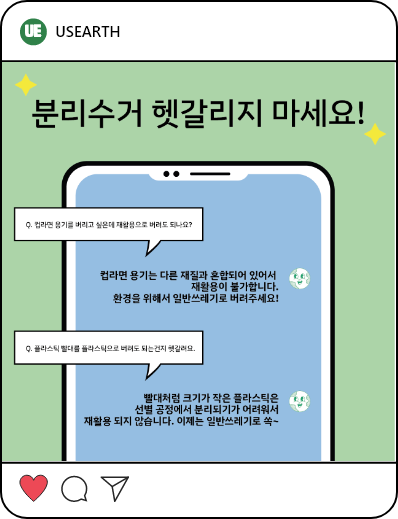 UE USEARTH
분리수거 헷갈리지 마세요!
Q. 컵라면 용기를 버리고 싶은데 재활용으로 버려도 되나요?
컵라면 용기는 다른 재질과 혼합되어 있어서
재활용이 불가합니다.
환경을 위해서 일반쓰레기로 버려주세요!
Q. 플라스틱 빨대를 플라스틱으로 버려도 되는건지 헷갈려요.
빨대처럼 크기가 작은 플라스틱은
선별 공정에서 분리되기가 어려워서
재활용 되지 않습니다. 이제는 일반쓰레기로 쏙~